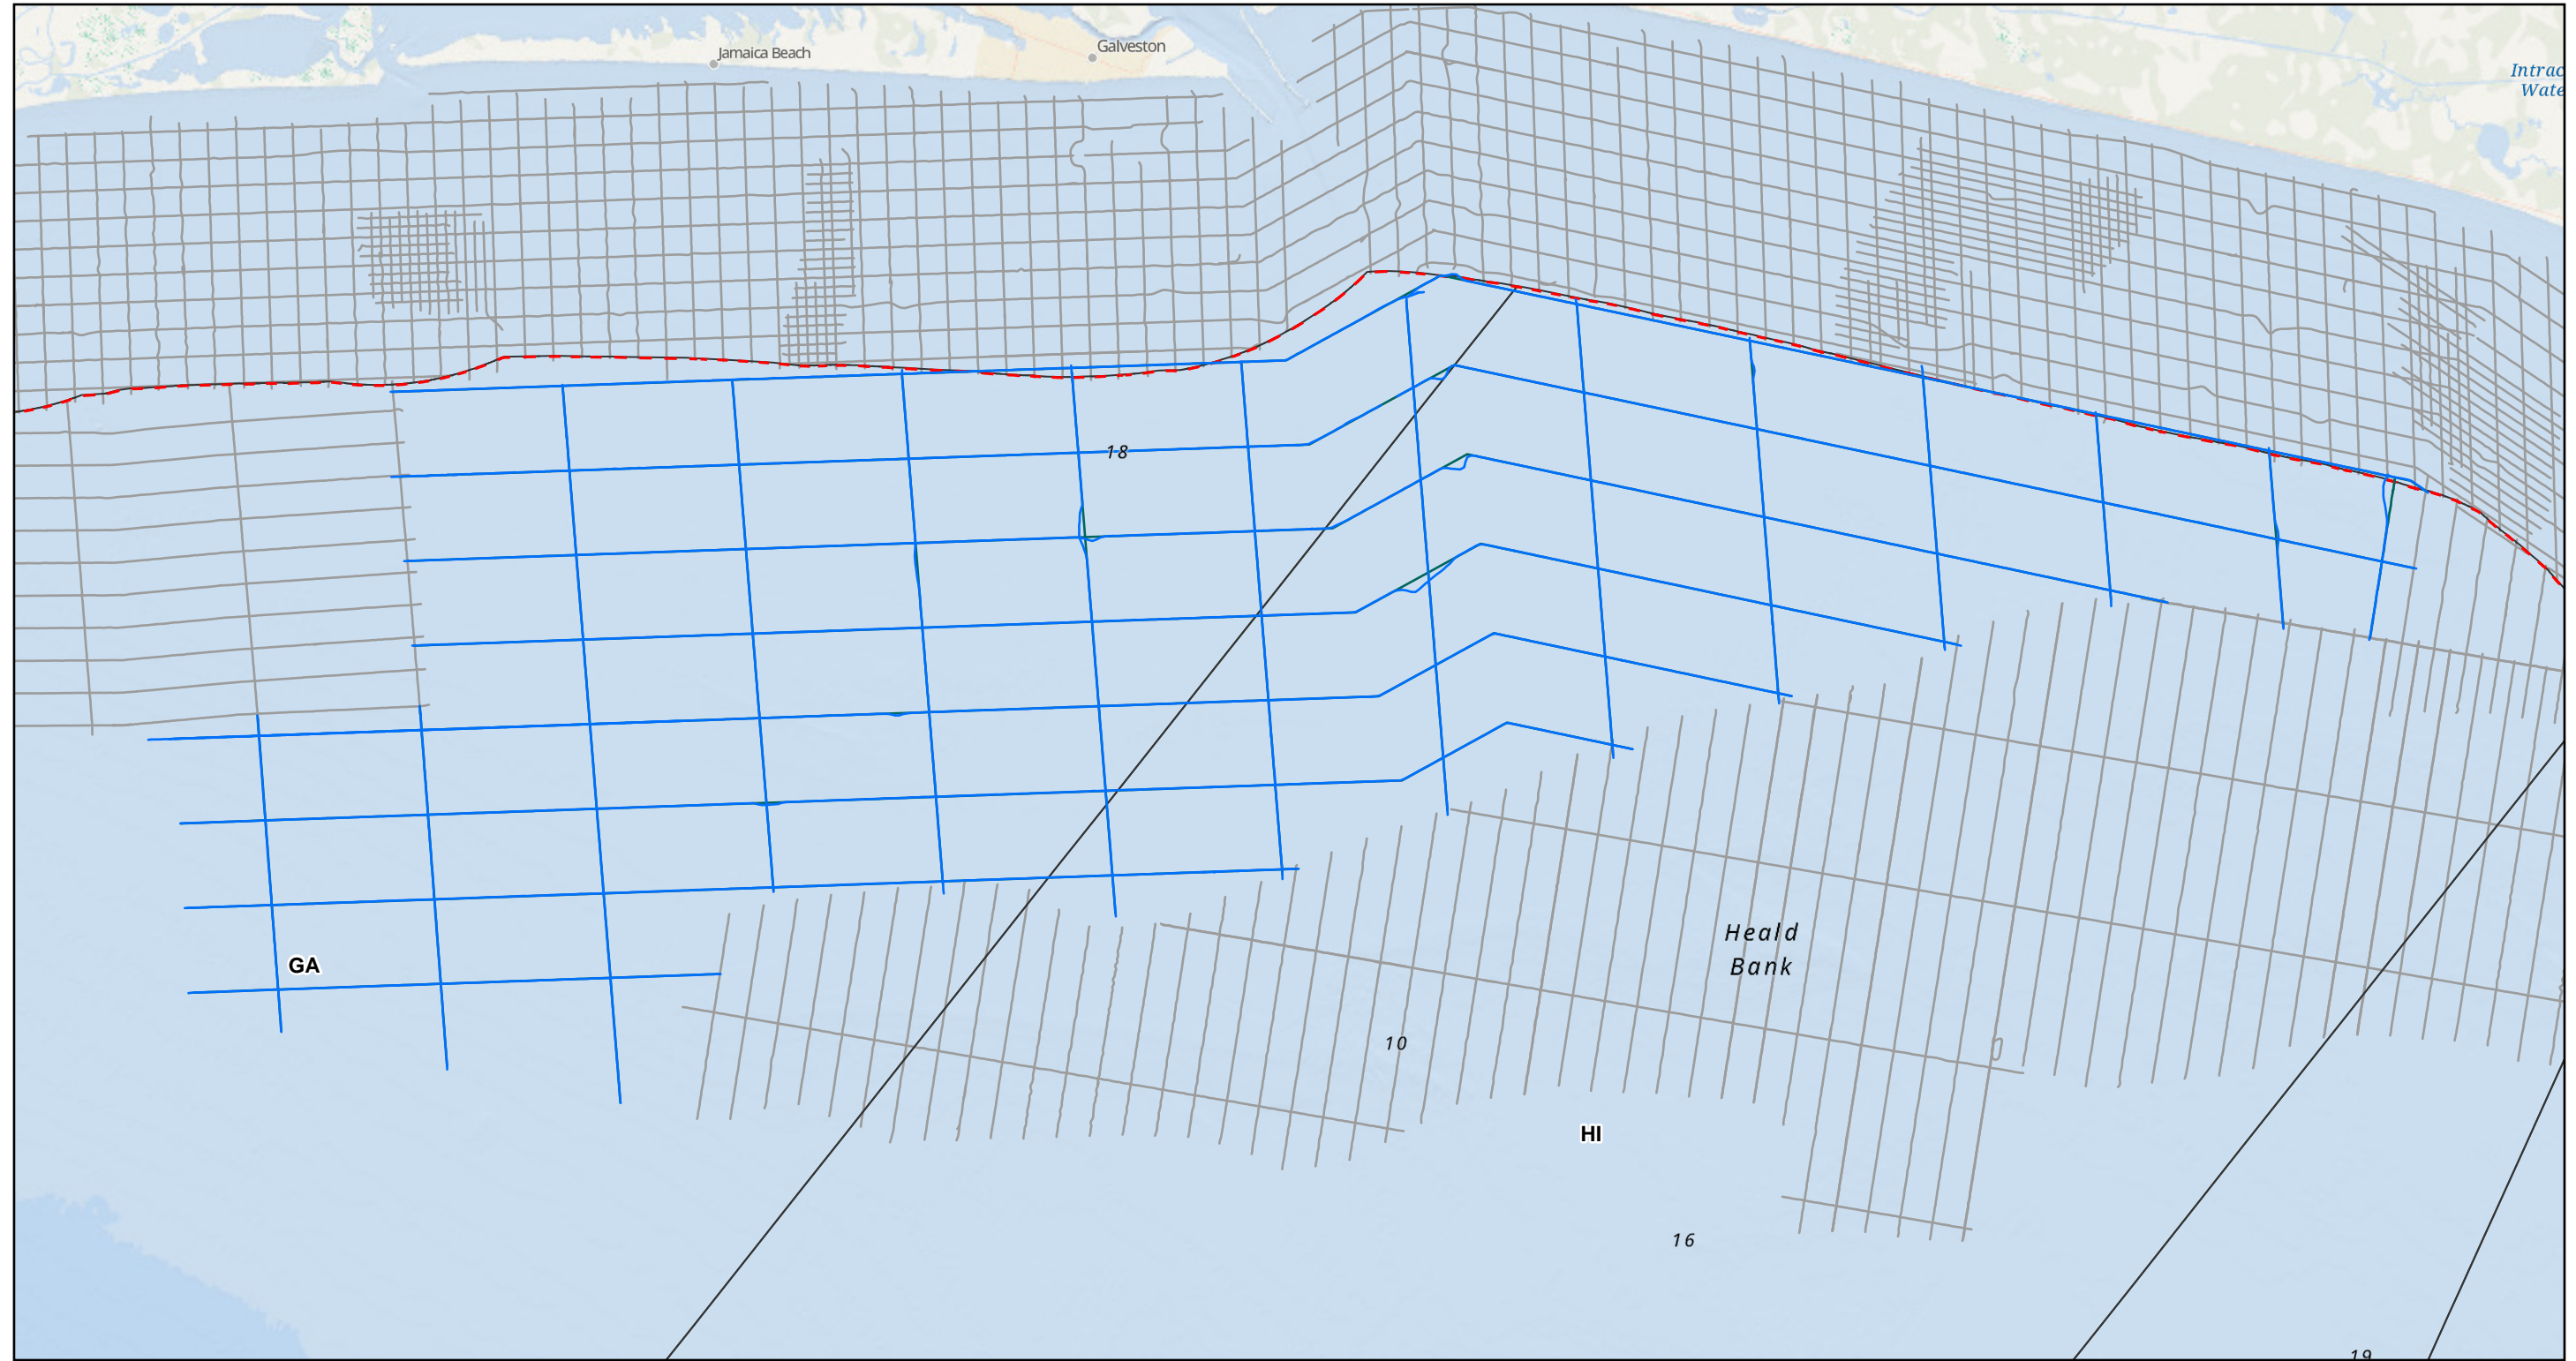 Jamaica Beach
Galveston
Intrac
Wate
18
Heald
Bank
GA
10
HI
16
19